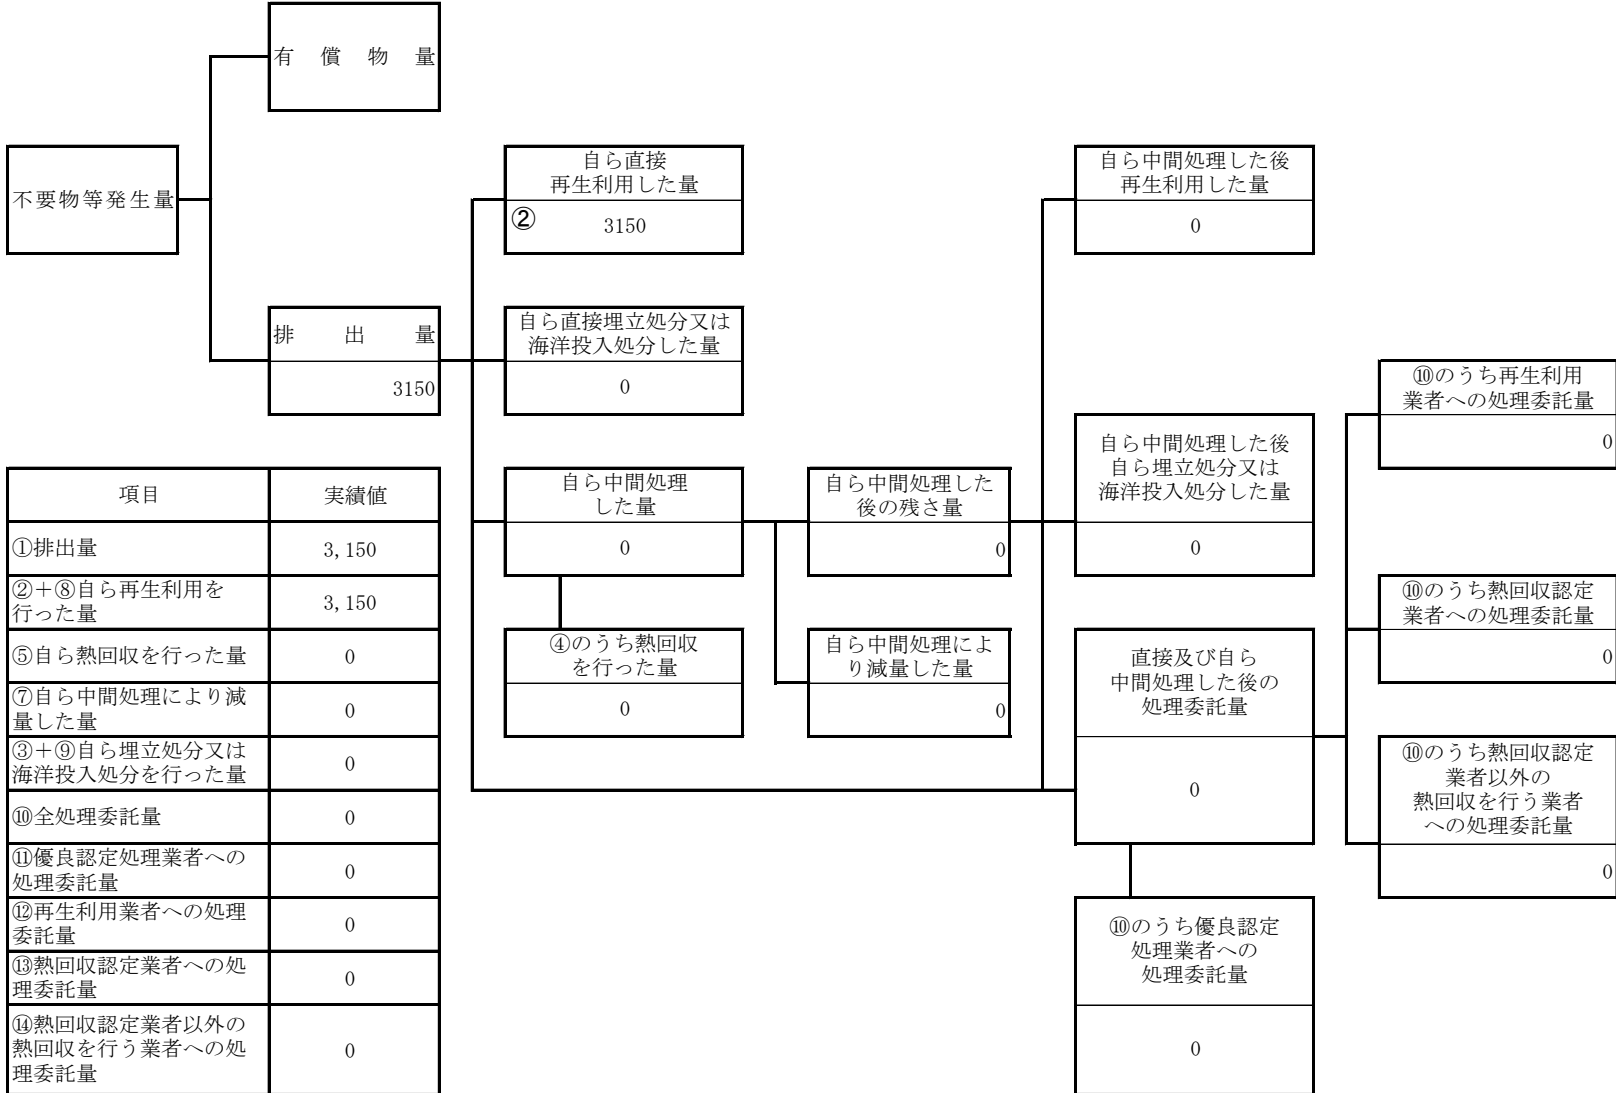 有償物量
不要物等発生量
自ら直接
再生利用した量
②
3150
自ら中間処理した後
再生利用した量
0
排出量
3150
自ら直接埋立処分又は
海洋投入処分した量
0
⑩のうち再生利用
業者への処理委託量
0
自ら中間処理した後
自ら埋立処分又は
海洋投入処分した量
0
自ら中間処理
した量
0
自ら中間処理した
後の残さ量
0
⑩のうち熱回収認定
業者への処理委託量
0
④のうち熱回収
を行った量
0
自ら中間処理によ
り減量した量
0
直接及び自ら
中間処理した後の
処理委託量
0
⑩のうち熱回収認定
業者以外の
熱回収を行う業者
への処理委託量
0
⑩のうち優良認定
処理業者への
処理委託量
0
項目 実績値
①排出量 3,150
②+⑧自ら再生利用を
行った量 3,150
⑤自ら熱回収を行った量 0
⑦自ら中間処理により減
量した量 0
③+⑨自ら埋立処分又は
海洋投入処分を行った量 0
⑩全処理委託量 0
⑪優良認定処理業者への
処理委託量 0
⑫再生利用業者への処理
委託量 0
⑬熱回収認定業者への処
理委託量 0
⑭熱回収認定業者以外の
熱回収を行う業者への処
理委託量 0